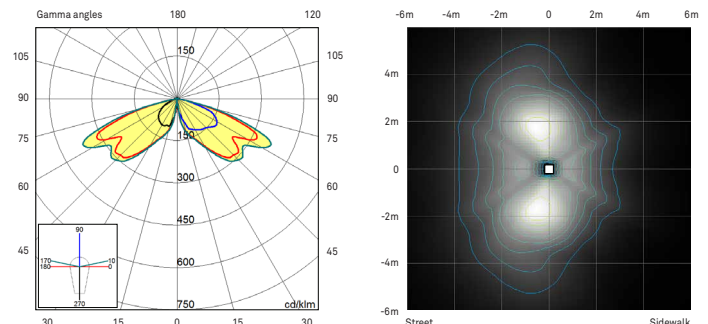 Gamma angles 180 120
-6m -4m -2m 0 2m 4m 6m
150
105 105
4m
90 90
2m
150
75 75
0
300
60 60
-2m
450
90
45 45
170 10
180 0
600
-4m
270
750 cd/klm
-6m
30 15 0 15 30
Street Sidewalk